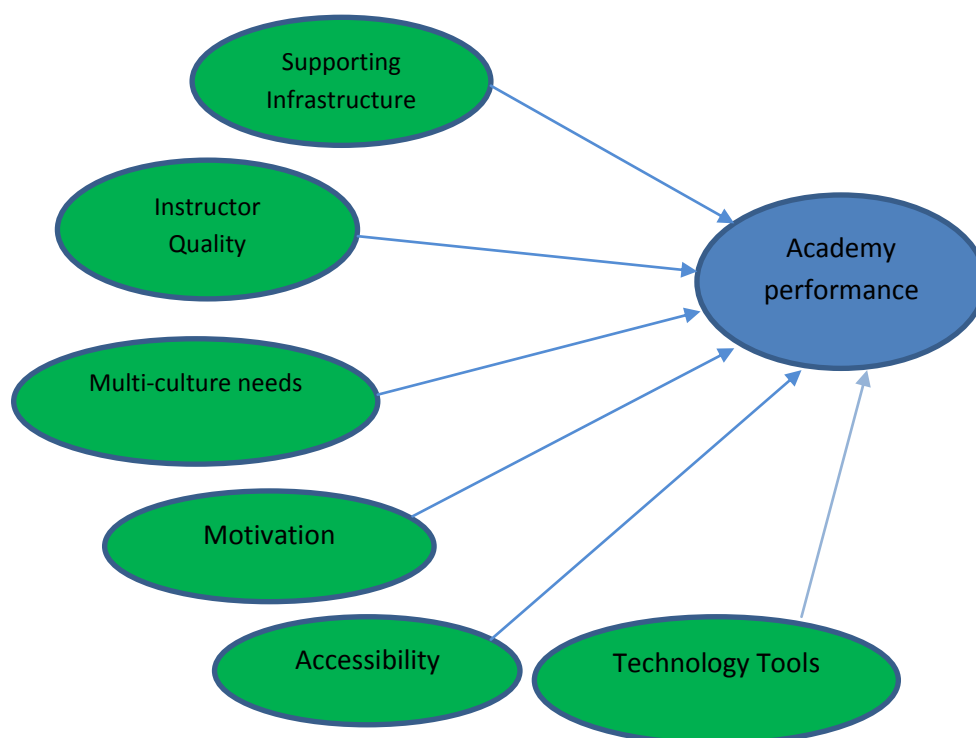 Supporting
Infrastructure
Instructor
Quality
Academy
performance
Multi-culture needs
Motivation
Accessibility
Technology Tools